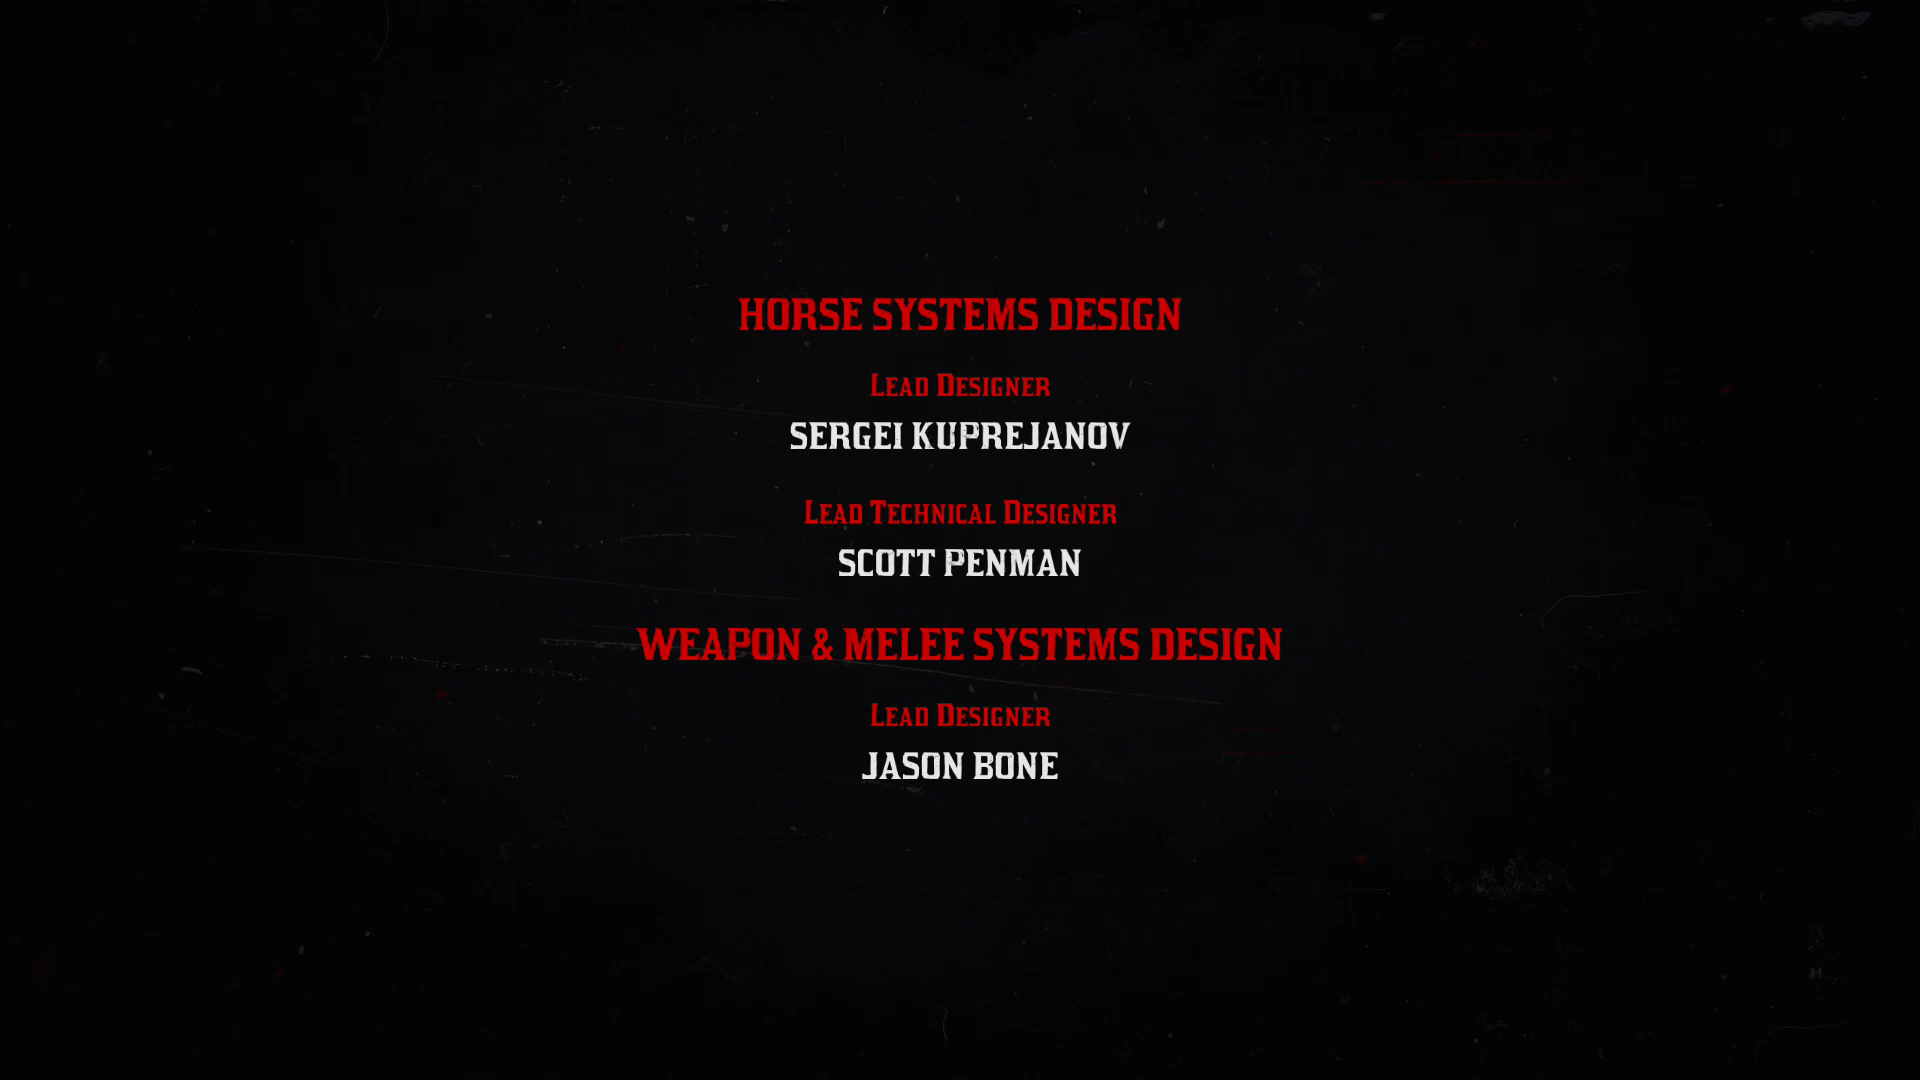 HORSE SYSTEMS DESIGN
LEAD DESIGNER
SERGEI KUPREJANOV
LEAD TECHNICAL DESIGNER
SCOTT PENMAN
WEAPON & MELEE SYSTEMS DESIGN
LEAD DESIGNER
JASON BONE